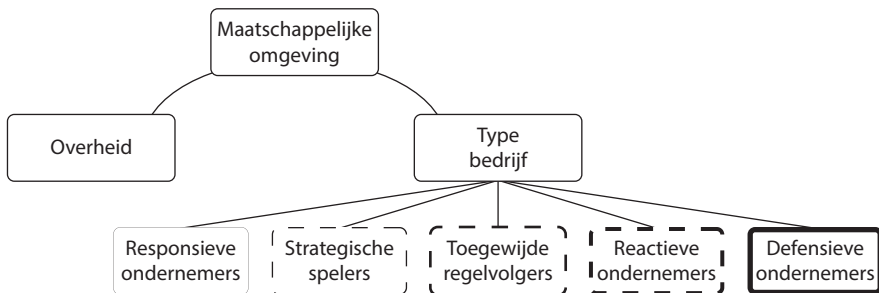 Maatschappelijke
omgeving
Overheid
Type
bedrijf
Responsieve
ondernemers
Strategische
spelers
Toegewijde
regelvolgers
Reactieve
ondernemers
Defensieve
ondernemers